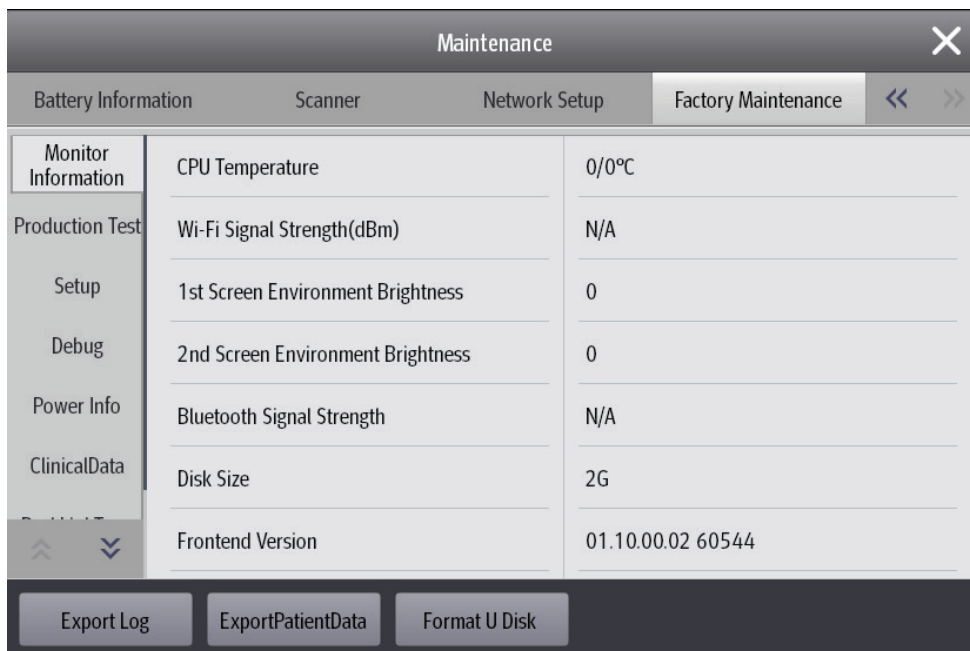 Maintenance
Battery Information Scanner Network Setup Factory Maintenance
Monitor
Information
CPU Temperature 0/0°C
Production Test
Wi-Fi Signal Strength(dBm) N/A
Setup
1st Screen Environment Brightness 0
Debug
2nd Screen Environment Brightness 0
Power Info
Bluetooth Signal Strength N/A
ClinicalData
Disk Size 2G
Frontend Version 01.10.00.02 60544
Export Log ExportPatientData Format U Disk